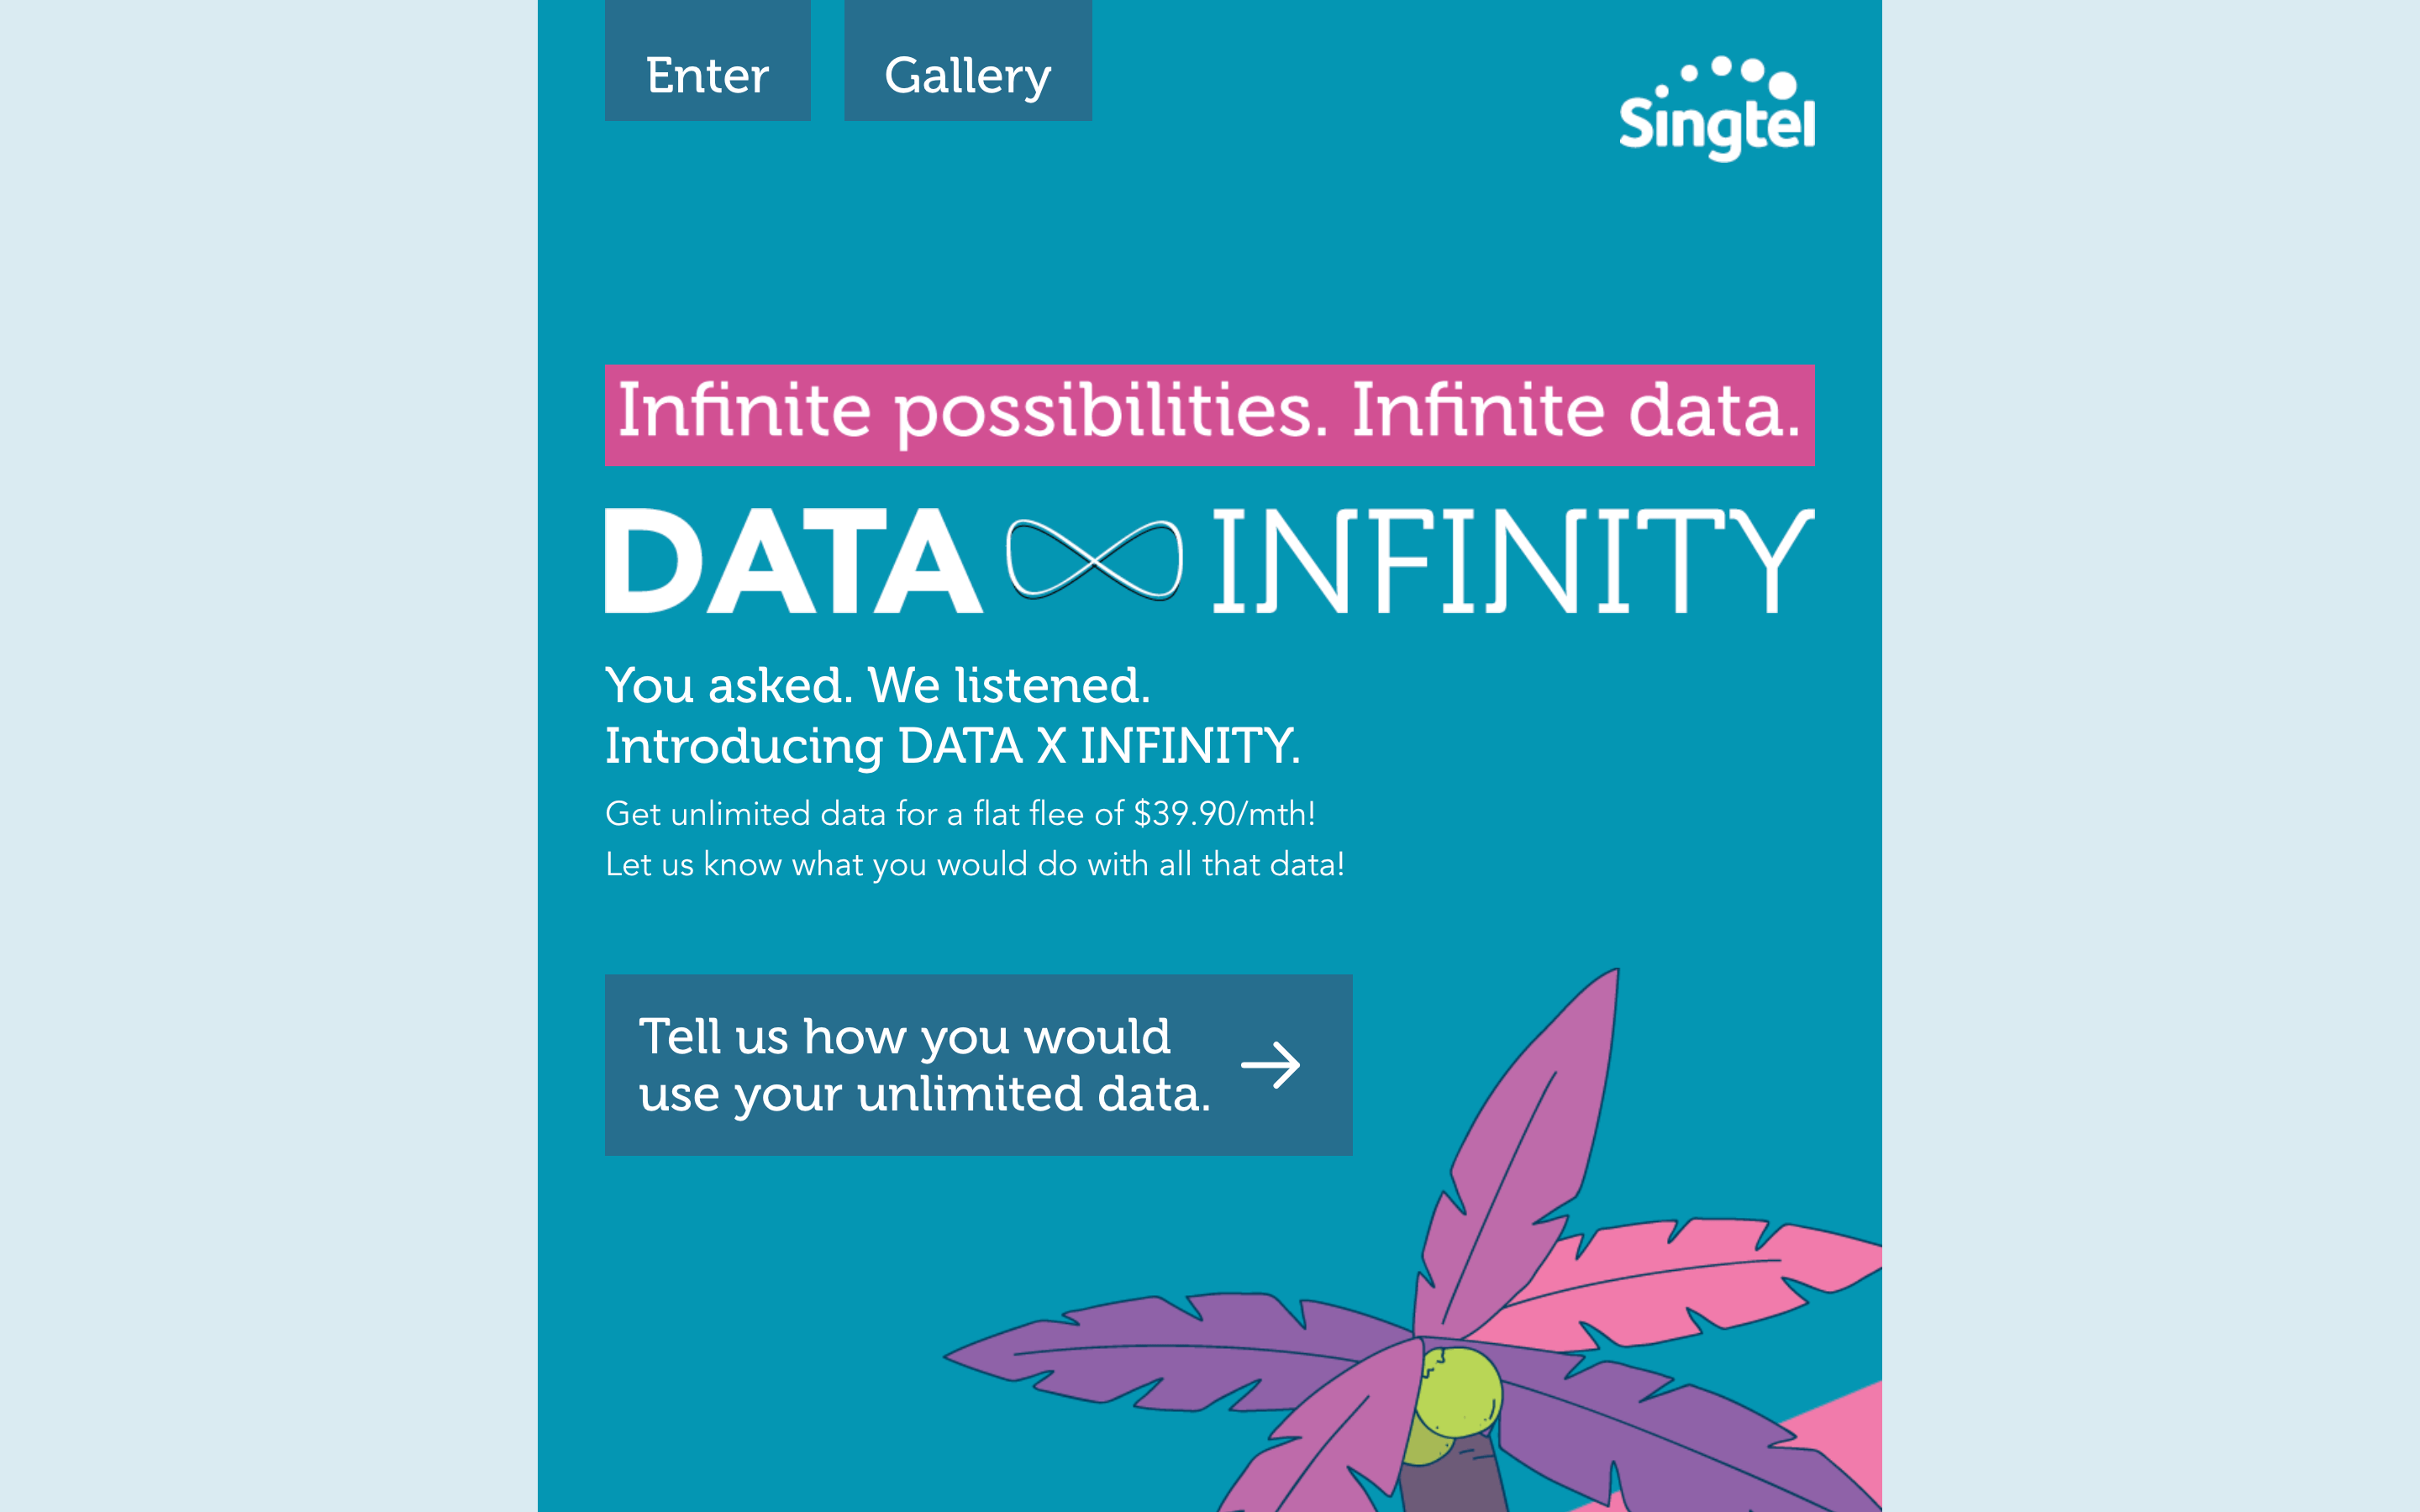 Enter
Gallery
Singtel
Infinite possibilities. Infinite data.
DATA ∞ INFINITY
You asked. We listened.
Introducing DATA X INFINITY.
Get unlimited data for a flat flee of $39.90/mth!
Let us know what you would do with all that data!
Tell us how you would
use your unlimited data.